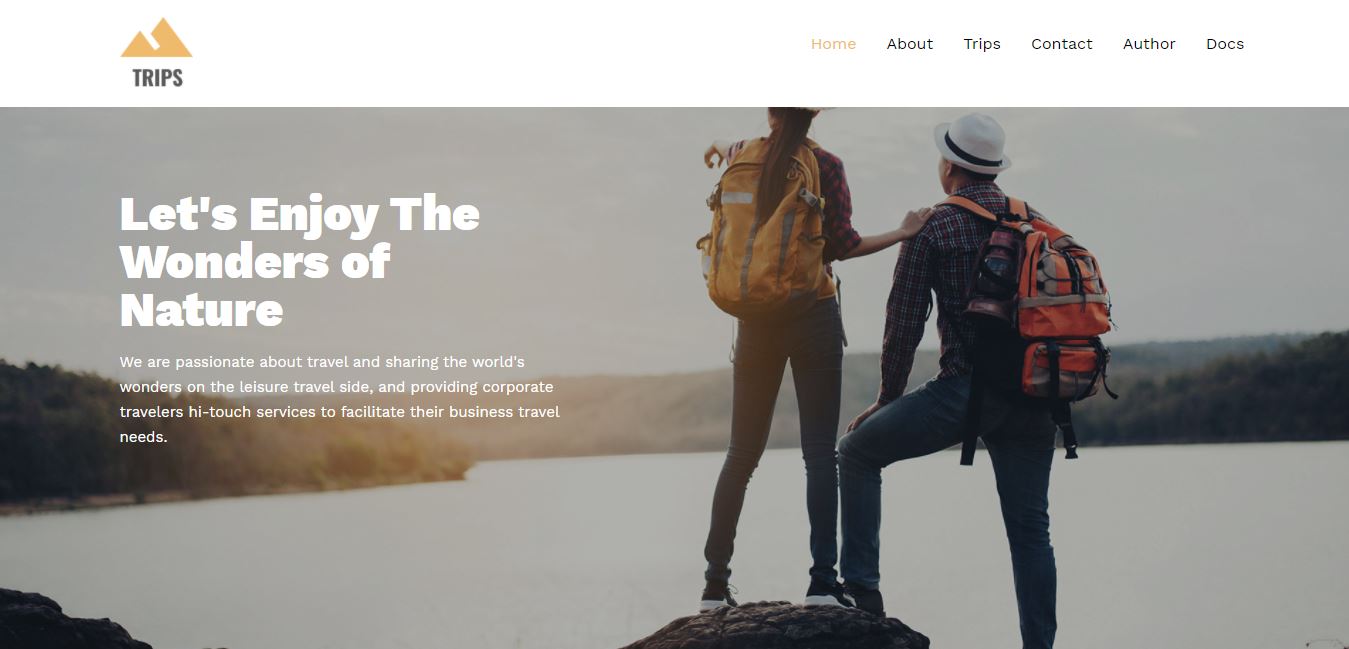 TRIPS
Home About Trips Contact Author Docs
Let's Enjoy The
Wonders of
Nature
We are passionate about travel and sharing the world's
wonders on the leisure travel side, and providing corporate
travelers hi-touch services to facilitate their business travel
needs.